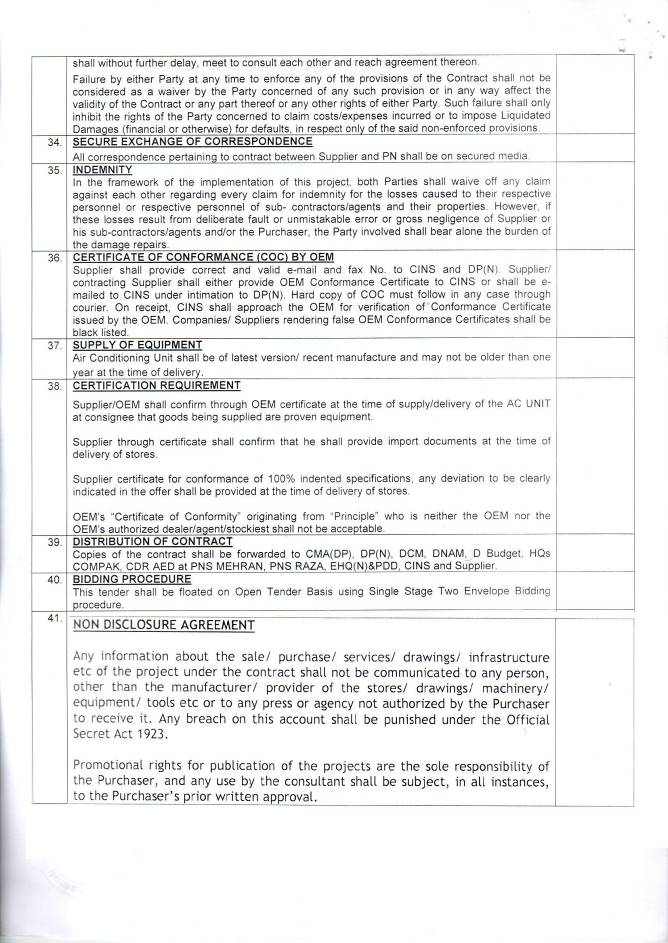 shall without further delay, meet to consult each other and reach agreement thereon.
Failure by either Party at any time to enforce any of the provisions of the Contract shall not be
considered as a waiver by the Party concerned of any such provision or in any way affect the
validity of the Contract or any part thereof or any other rights of either Party. Such failure shall only
inhibit the rights of the Party concerned to claim costs/expenses incurred or to impose Liquidated
Damages (financial or otherwise) for defaults, in respect only of the said non-enforced provisions.
34. SECURE EXCHANGE OF CORRESPONDENCE
All correspondence pertaining to contract between Supplier and PN shall be on secured media.
35. INDEMNITY
In the framework of the implementation of this project, both Parties shall waive off any claim
against each other regarding every claim for indemnity for the losses caused to their respective
personnel or respective personnel of sub- contractors/agents and their properties. However, if
these losses result from deliberate fault or unmistakable error or gross negligence of Supplier or
his sub-contractors/agents and/or the Purchaser, the Party involved shall bear alone the burden of
the damage repairs.
36. CERTIFICATE OF CONFORMANCE (COC) BY OEM
Supplier shall provide correct and valid e-mail and fax No. to CINS and DP(N). Supplier/
contracting Supplier shall either provide OEM Conformance Certificate to CINS or shall be e-
mailed to CINS under intimation to DP(N). Hard copy of COC must follow in any case through
courier. On receipt, CINS shall approach the OEM for verification of Conformance Certificate
issued by the OEM. Companies/ Suppliers rendering false OEM Conformance Certificates shall be
black listed.
37. SUPPLY OF EQUIPMENT
Air Conditioning Unit shall be of latest version/ recent manufacture and may not be older than one
year at the time of delivery.
38. CERTIFICATION REQUIREMENT
Supplier/OEM shall confirm through OEM certificate at the time of supply/delivery of the AC UNIT
at consignee that goods being supplied are proven equipment.
Supplier through certificate shall confirm that he shall provide import documents at the time of
delivery of stores.
Supplier certificate for conformance of 100% indented specifications, any deviation to be clearly
indicated in the offer shall be provided at the time of delivery of stores.
OEM's "Certificate of Conformity" originating from "Principle" who is neither the OEM nor the
OEM's authorized dealer/agent/stockiest shall not be acceptable.
39. DISTRIBUTION OF CONTRACT
Copies of the contract shall be forwarded to CMA(DP), DP(N), DCM, DNAM, D Budget, HQs
COMPAK, CDR AED at PNS MEHRAN, PNS RAZA, EHQ(N)&PDD, CINS and Supplier.
40. BIDDING PROCEDURE
This tender shall be floated on Open Tender Basis using Single Stage Two Envelope Bidding
procedure.
41. NON DISCLOSURE AGREEMENT
Any information about the sale/ purchase/ services/ drawings/ infrastructure
etc of the project under the contract shall not be communicated to any person,
other than the manufacturer/ provider of the stores/ drawings/ machinery/
equipment/ tools etc or to any press or agency not authorized by the Purchaser
to receive it. Any breach on this account shall be punished under the Official
Secret Act 1923.
Promotional rights for publication of the projects are the sole responsibility of
the Purchaser, and any use by the consultant shall be subject, in all instances,
to the Purchaser's prior written approval.